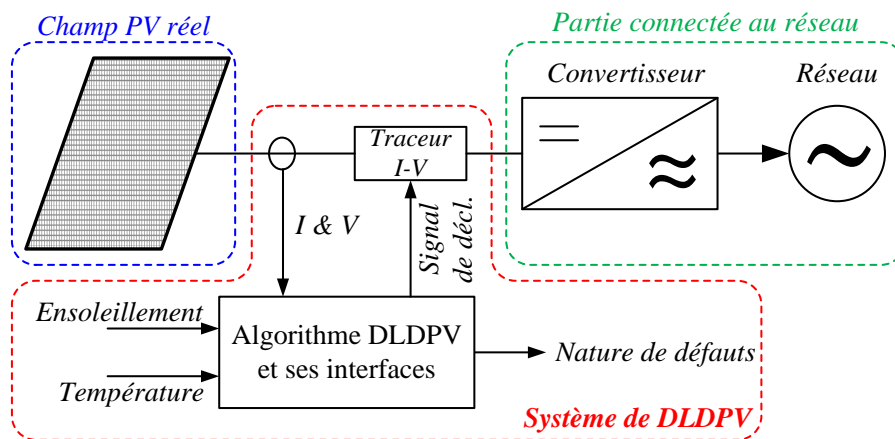 Champ PV réel
Partie connectée au réseau
Convertisseur
Réseau
Traceur
I-V
I & V
Signal
de décl.
Ensoleillement
Température
Algorithme DLDPV
et ses interfaces
Nature de défauts
Système de DLDPV